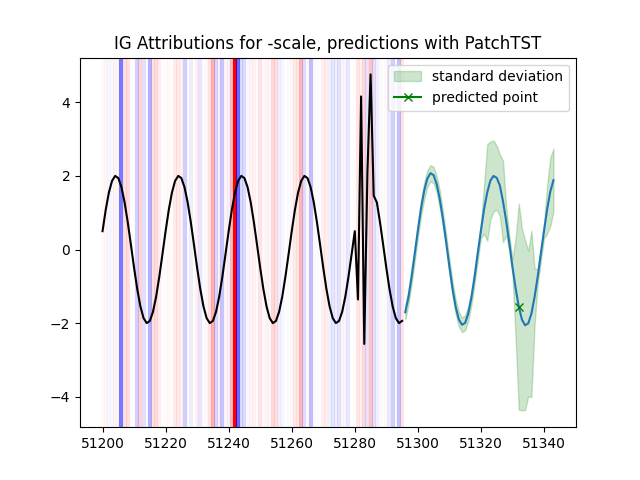 IG Attributions for -scale, predictions with PatchTST
standard deviation
predicted point
4
2
0
−2
−4
51200 51220 51240 51260 51280 51300 51320 51340